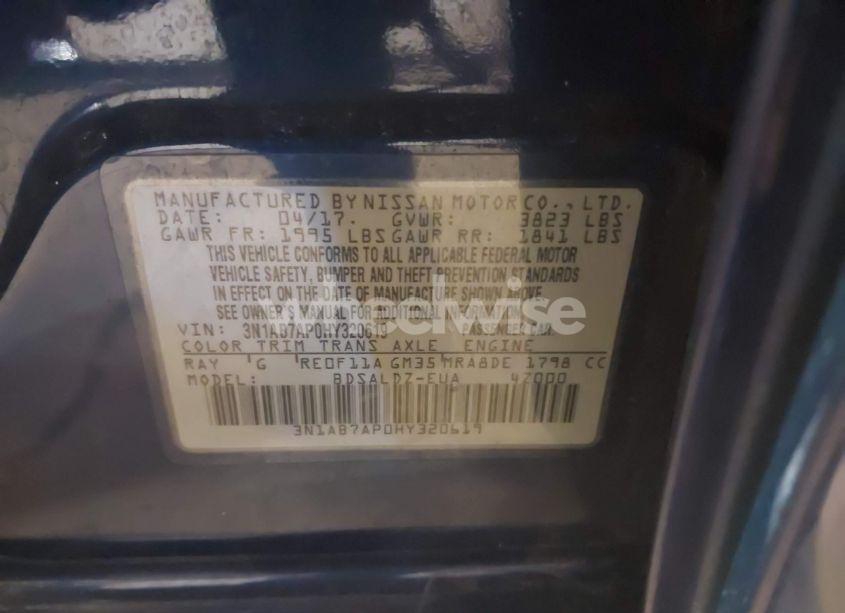 MANUFACTURED BY NISSAN MOTOR CO., LTD.
DATE: 04/17. GVWR: 3823 LBS
GAWR FR: 1995 LBS GAWR RR: 1841 LBS
THIS VEHICLE CONFORMS TO ALL APPLICABLE FEDERAL MOTOR
VEHICLE SAFETY, BUMPER AND THEFT PREVENTION STANDARDS
IN EFFECT ON THE DATE OF MANUFACTURE SHOWN ABOVE.
SEE OWNER'S MANUAL FOR ADDITIONAL INFORMATION.
VIN: 3N1AB7AP0HY320619 PASSENGER CAR
COLOR TRIM TRANS AXLE ENGINE
RAY G RE0F11A GM35 MRA8DE 1798 CC
MODEL: BDSALDZ-EUA 4Z000
3N1AB7AP0HY320619